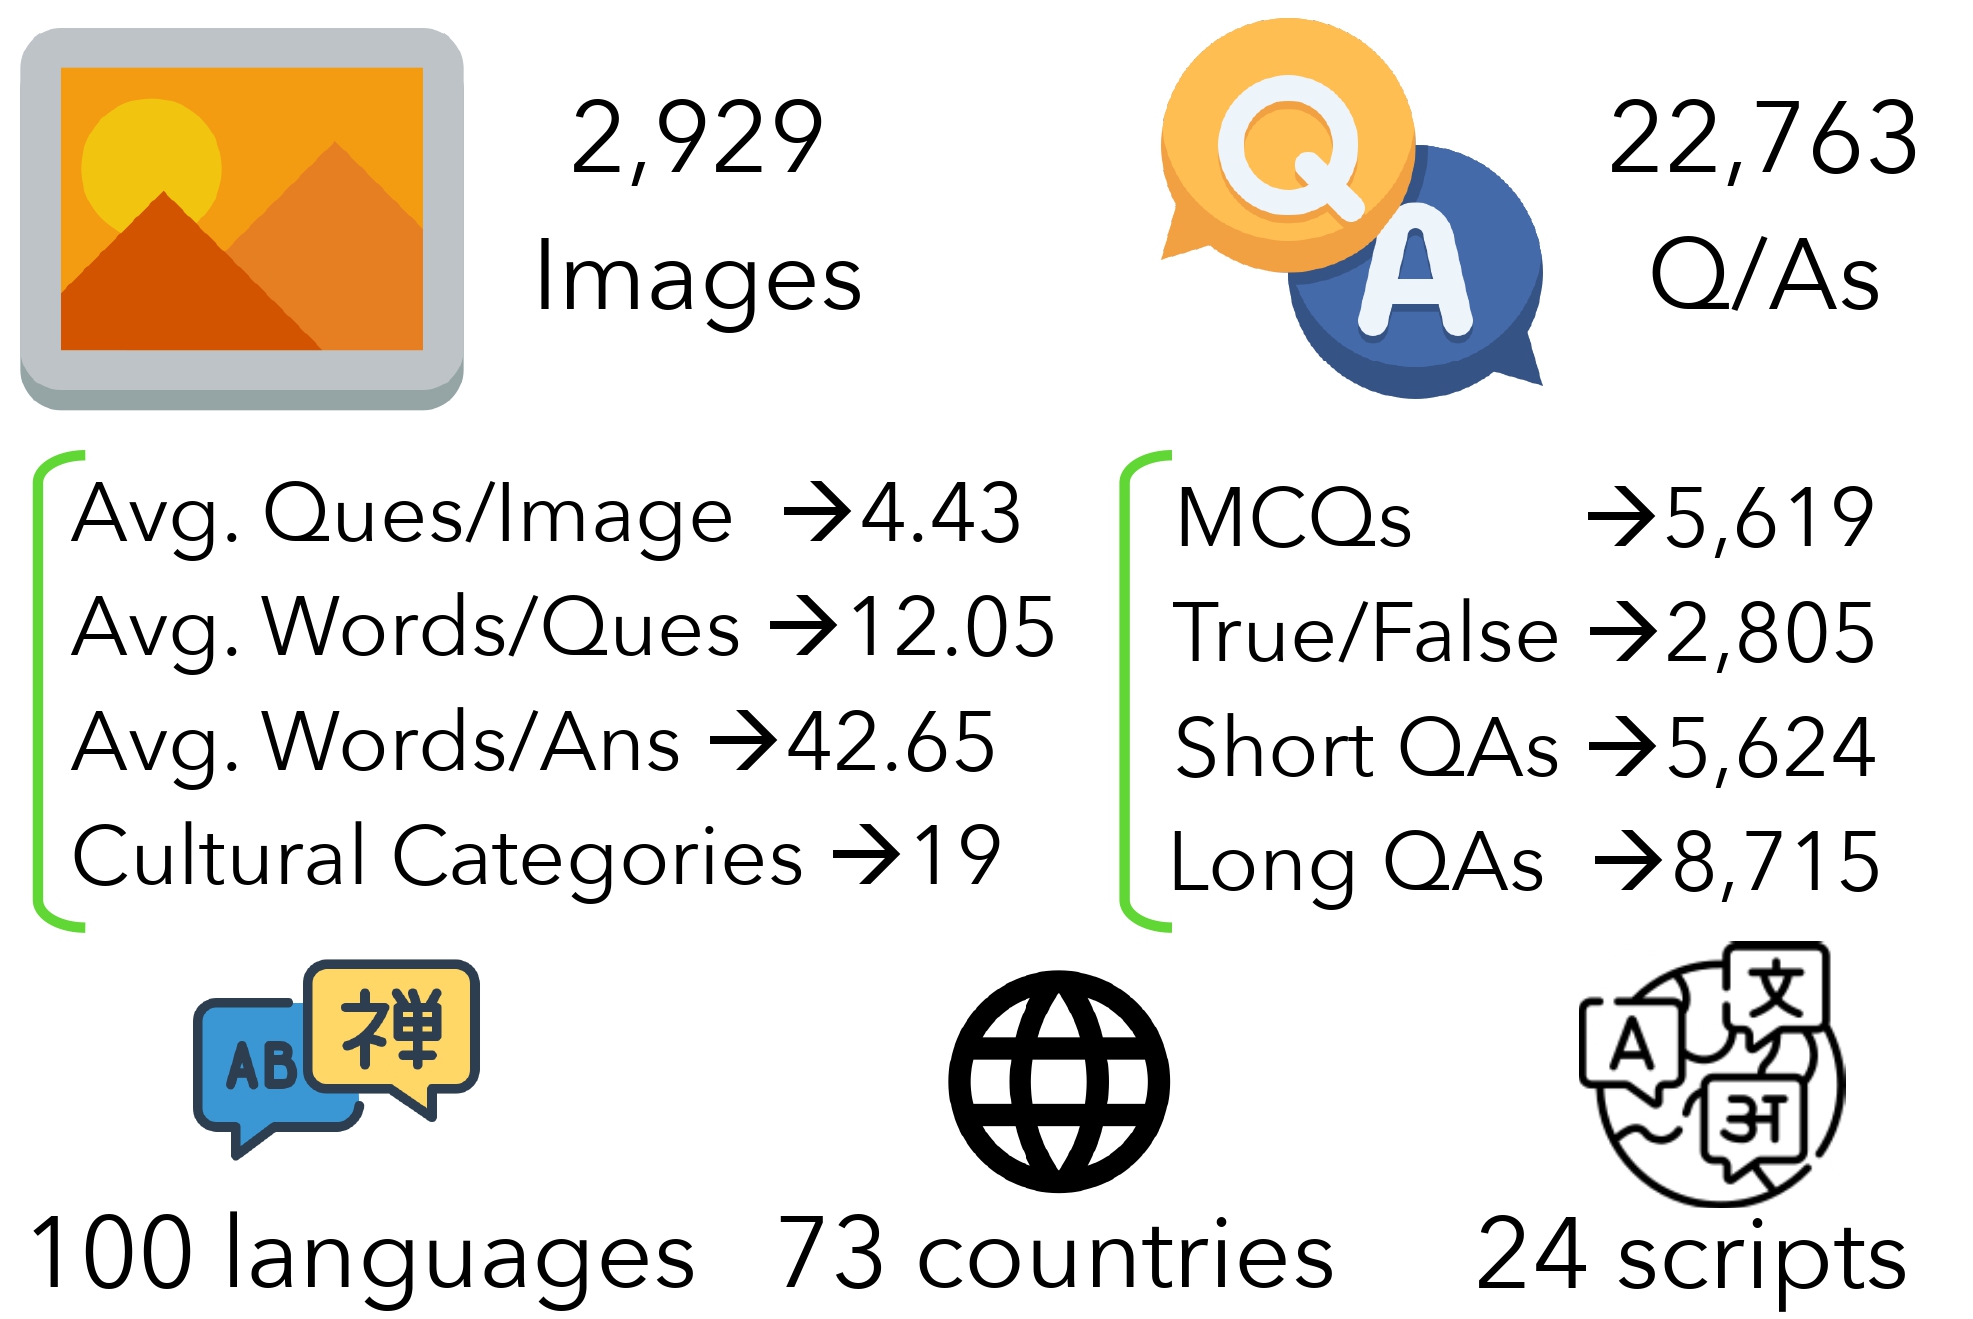 2,929
Images
Q
A
22,763
Q/As
Avg. Ques/Image →4.43
Avg. Words/Ques →12.05
Avg. Words/Ans →42.65
Cultural Categories →19
MCQs →5,619
True/False →2,805
Short QAs →5,624
Long QAs →8,715
AB
禅
A
文
अ
100 languages
73 countries
24 scripts